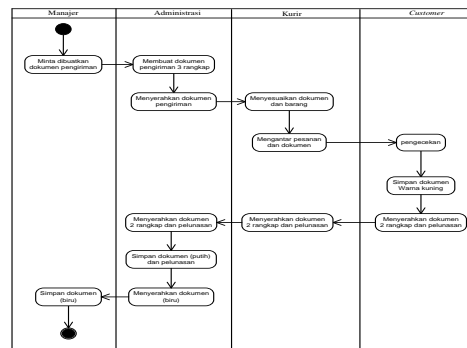 Manajer
Administrasi
Kurir
Customer
Minta dibuatkan
dokumen pengiriman
Membuat dokumen
pengiriman 3 rangkap
Menyerahkan dokumen
pengiriman
Menyesuaikan dokumen
dan barang
Mengantar pesanan
dan dokumen
pengecekan
Simpan dokumen
Warna kuning
Menyerahkan dokumen
2 rangkap dan pelunasan
Menyerahkan dokumen
2 rangkap dan pelunasan
Menyerahkan dokumen
2 rangkap dan pelunasan
Simpan dokumen (putih)
dan pelunasan
Menyerahkan dokumen
(biru)
Simpan dokumen
(biru)